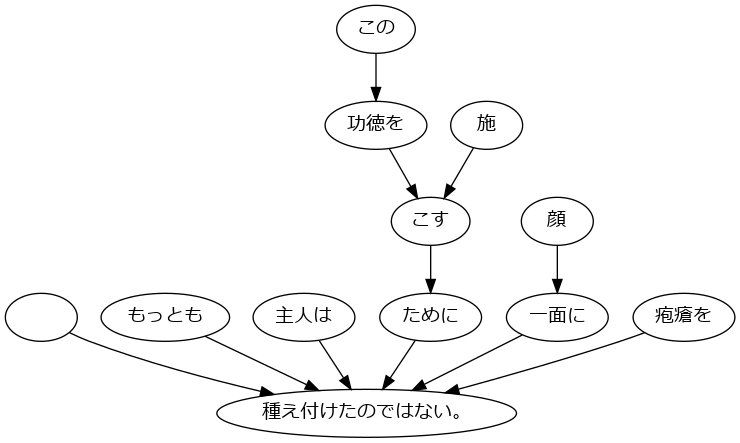 この
功徳を 施
こす 顔
もっとも 主人は ために 一面に 疱瘡を
種え付けたのではない。